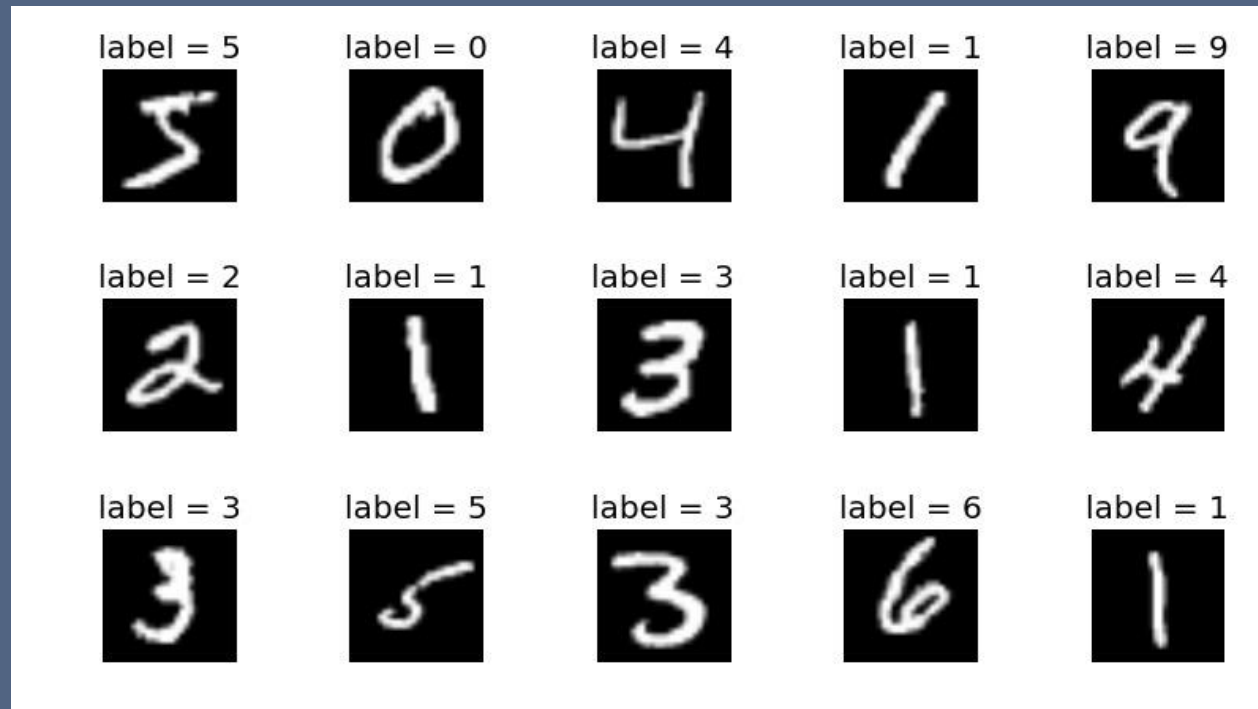 label = 5 label = 0 label = 4 label = 1 label = 9
5 0 4 1 9
label = 2 label = 1 label = 3 label = 1 label = 4
2 1 3 1 4
label = 3 label = 5 label = 3 label = 6 label = 1
3 5 3 6 1